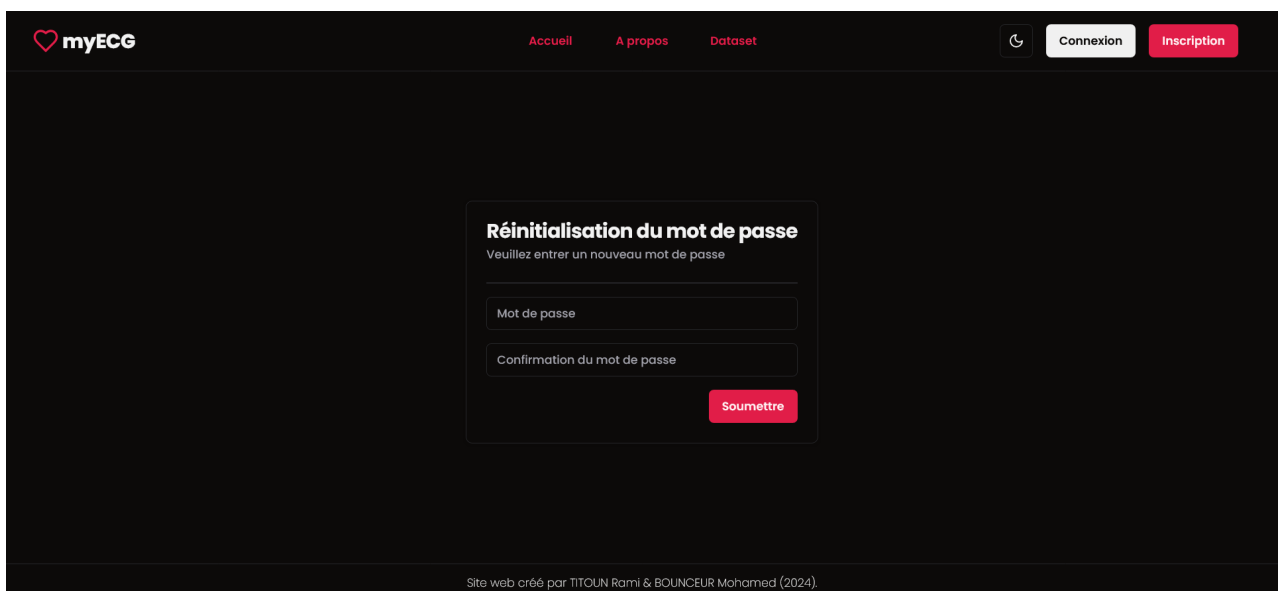 myECG
Accueil
A propos
Dataset
Connexion
Inscription
Réinitialisation du mot de passe
Veuillez entrer un nouveau mot de passe
Mot de passe
Confirmation du mot de passe
Soumettre
Site web créé par TITOUN Rami & BOUNCEUR Mohamed (2024).